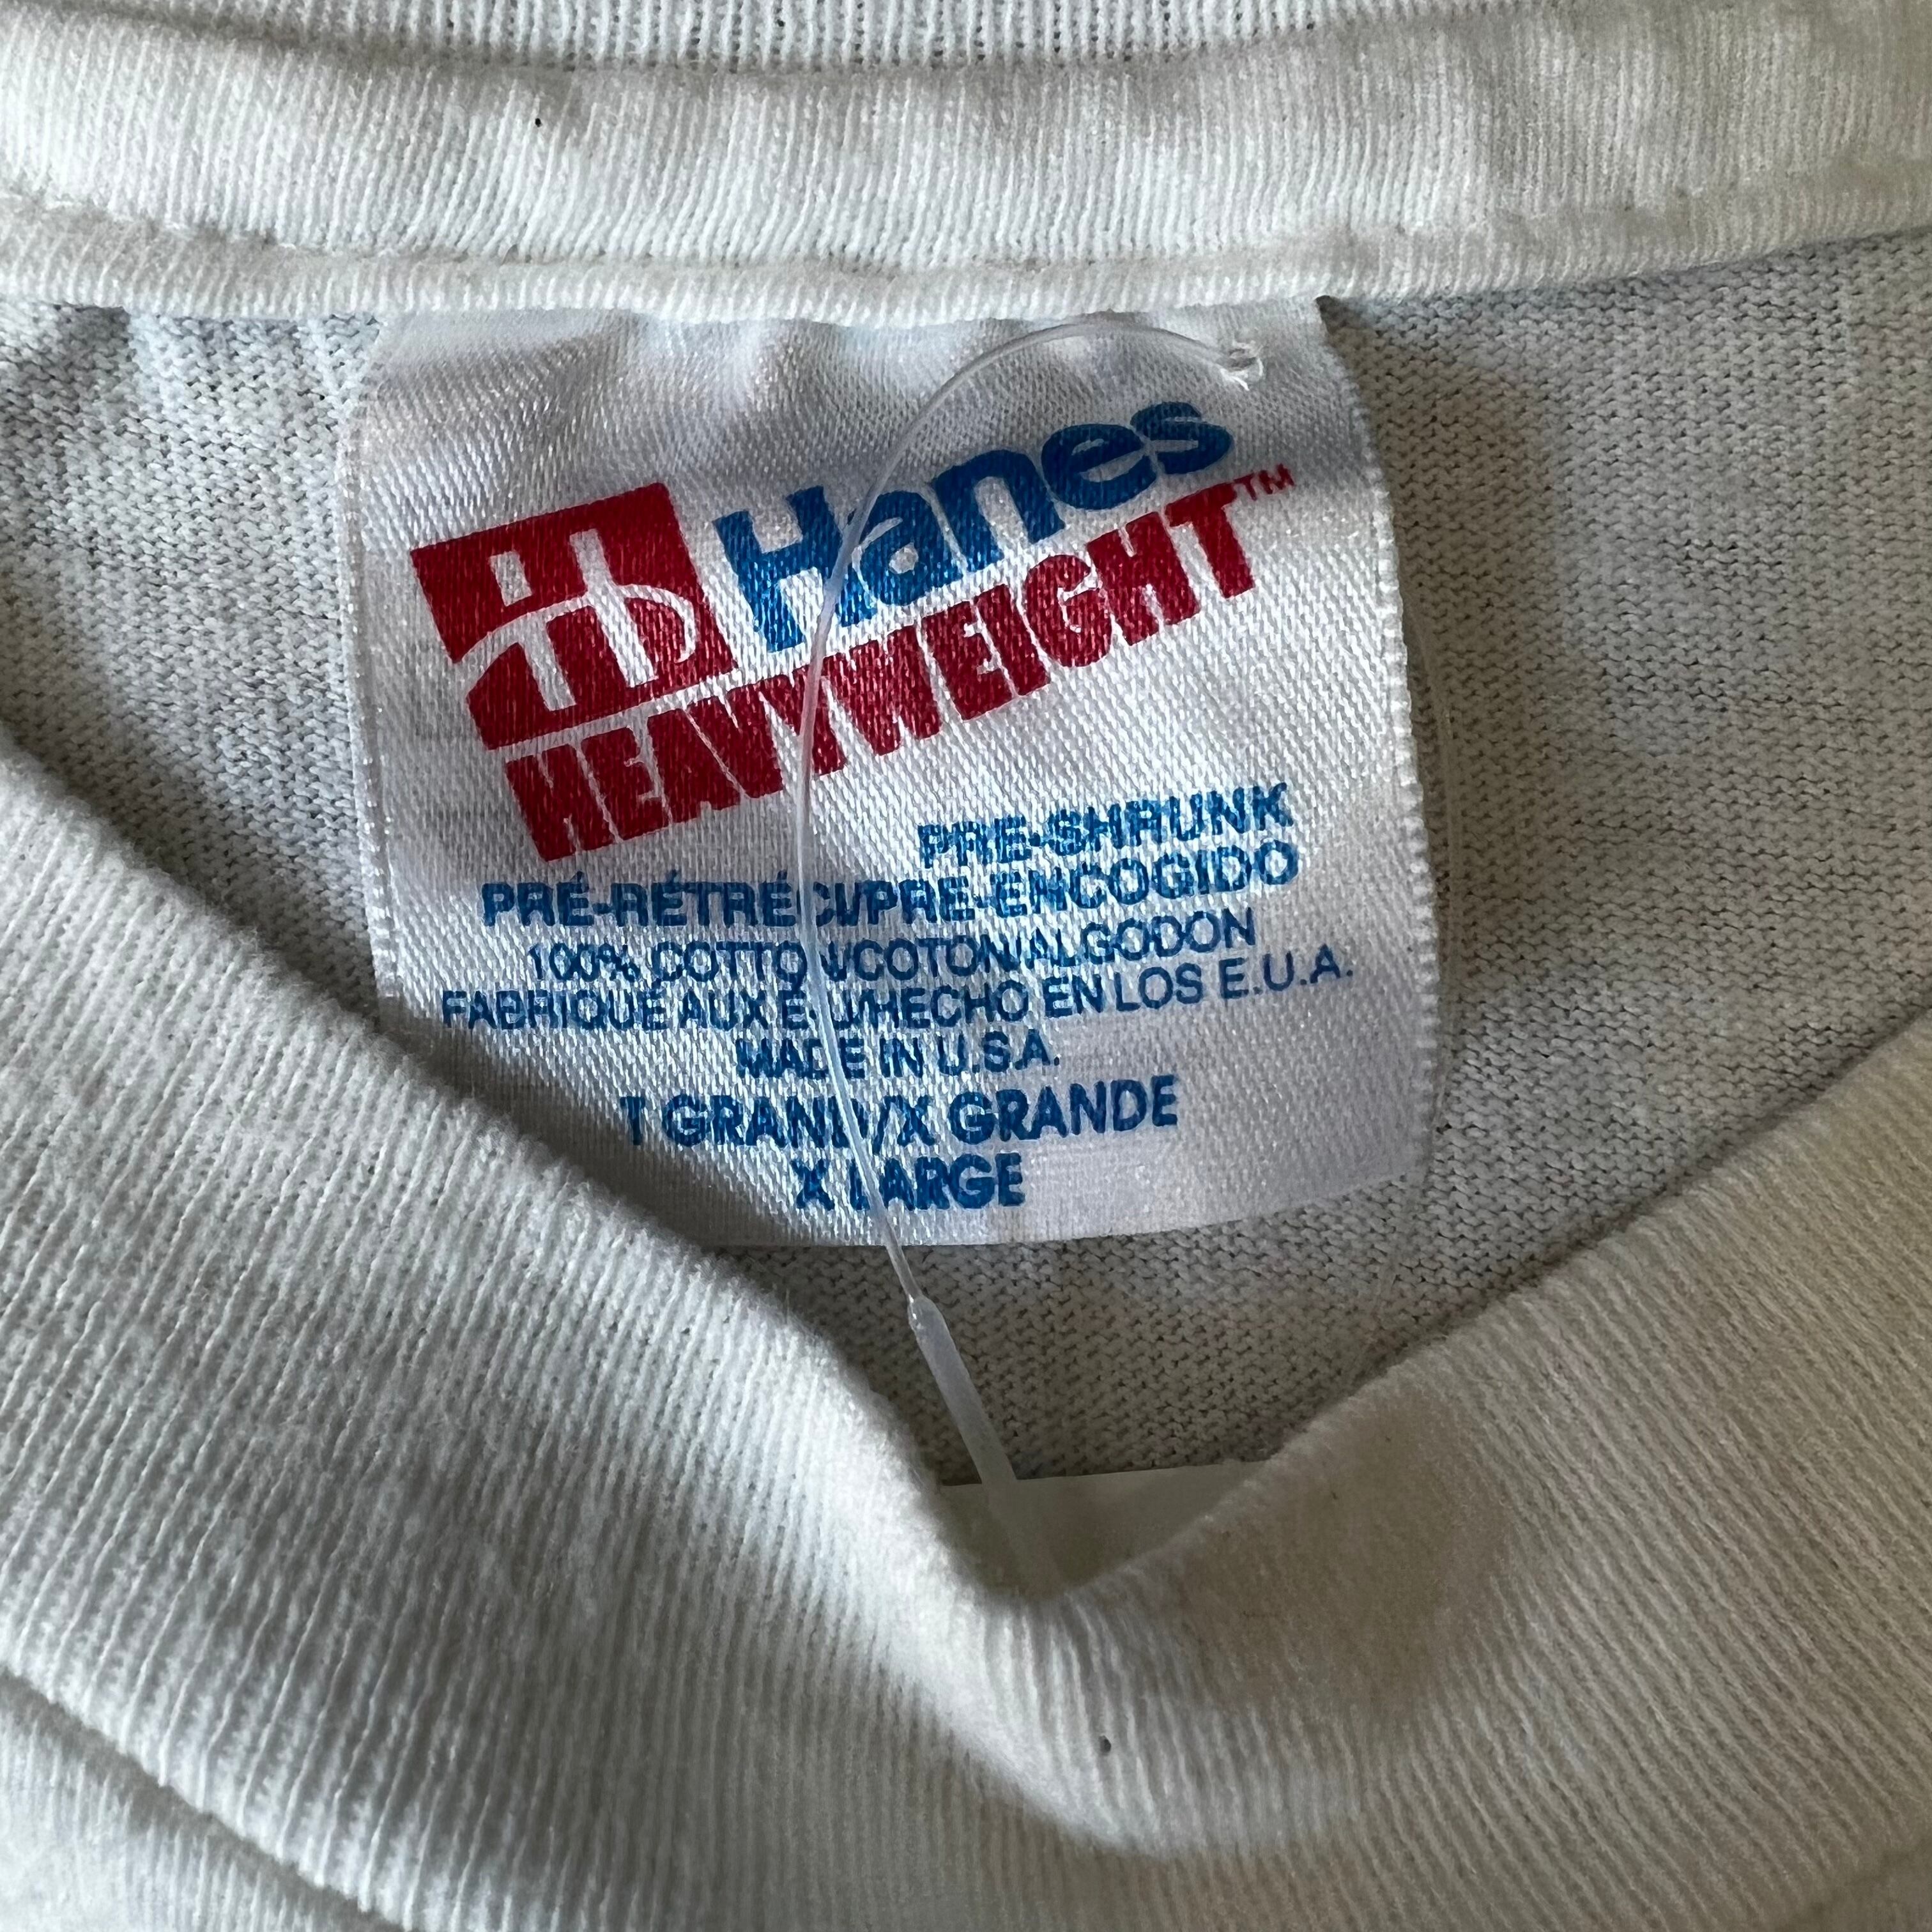 Hanes
HEAVYWEIGHT™
PRE-SHRUNK
PRÉ-RÉTRÉCI/PRE-ENCOGIDO
100% COTTON/COTON/ALGODON
FABRIQUÉ AUX É.-U/HECHO EN LOS E.U.A.
MADE IN U.S.A.
T GRAND/X GRANDE
X LARGE